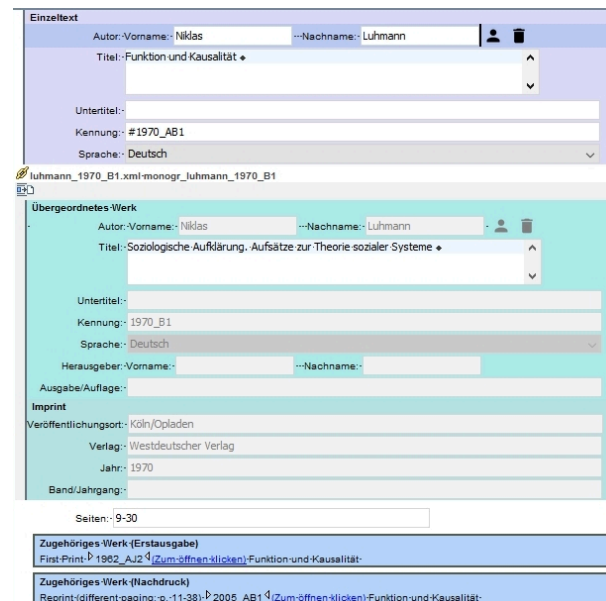 Einzeltext
Autor: Vorname: Niklas Nachname: Luhmann
Titel: Funktion und Kausalität
Untertitel:
Kennung: #1970_AB1
Sprache: Deutsch
luhmann_1970_B1.xml-monogr_luhmann_1970_B1
Übergeordnetes Werk
Autor: Vorname: Niklas Nachname: Luhmann
Titel: Soziologische Aufklärung. Aufsätze zur Theorie sozialer Systeme
Untertitel:
Kennung: 1970_B1
Sprache: Deutsch
Herausgeber: Vorname: Nachname:
Ausgabe/Auflage:
Imprint
Veröffentlichungsort: Köln/Opladen
Verlag: Westdeutscher Verlag
Jahr: 1970
Band/Jahrgang:
Seiten: 9-30
Zugehöriges Werk (Erstausgabe)
First Print 1962_AJ2 (Zum öffnen klicken) Funktion und Kausalität
Zugehöriges Werk (Nachdruck)
Reprint (different paging: p. 11-38) 2005_AB1 (Zum öffnen klicken) Funktion und Kausalität